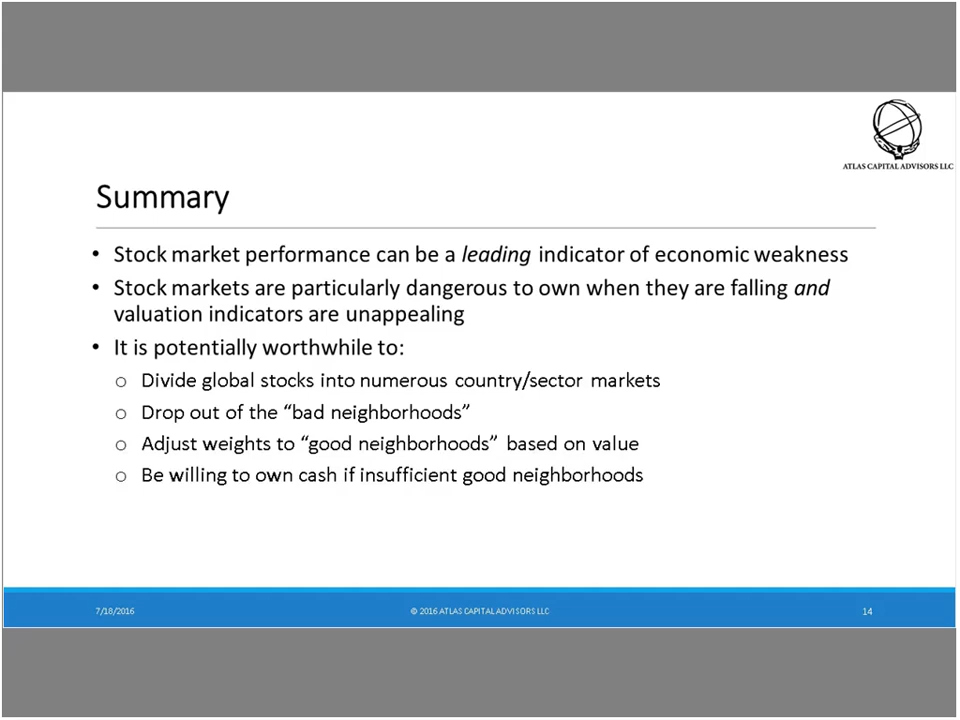 ATLAS CAPITAL ADVISORS LLC
Summary
• Stock market performance can be a leading indicator of economic weakness
• Stock markets are particularly dangerous to own when they are falling and
valuation indicators are unappealing
• It is potentially worthwhile to:
o Divide global stocks into numerous country/sector markets
o Drop out of the “bad neighborhoods”
o Adjust weights to “good neighborhoods” based on value
o Be willing to own cash if insufficient good neighborhoods
7/18/2016 © 2016 ATLAS CAPITAL ADVISORS LLC 14